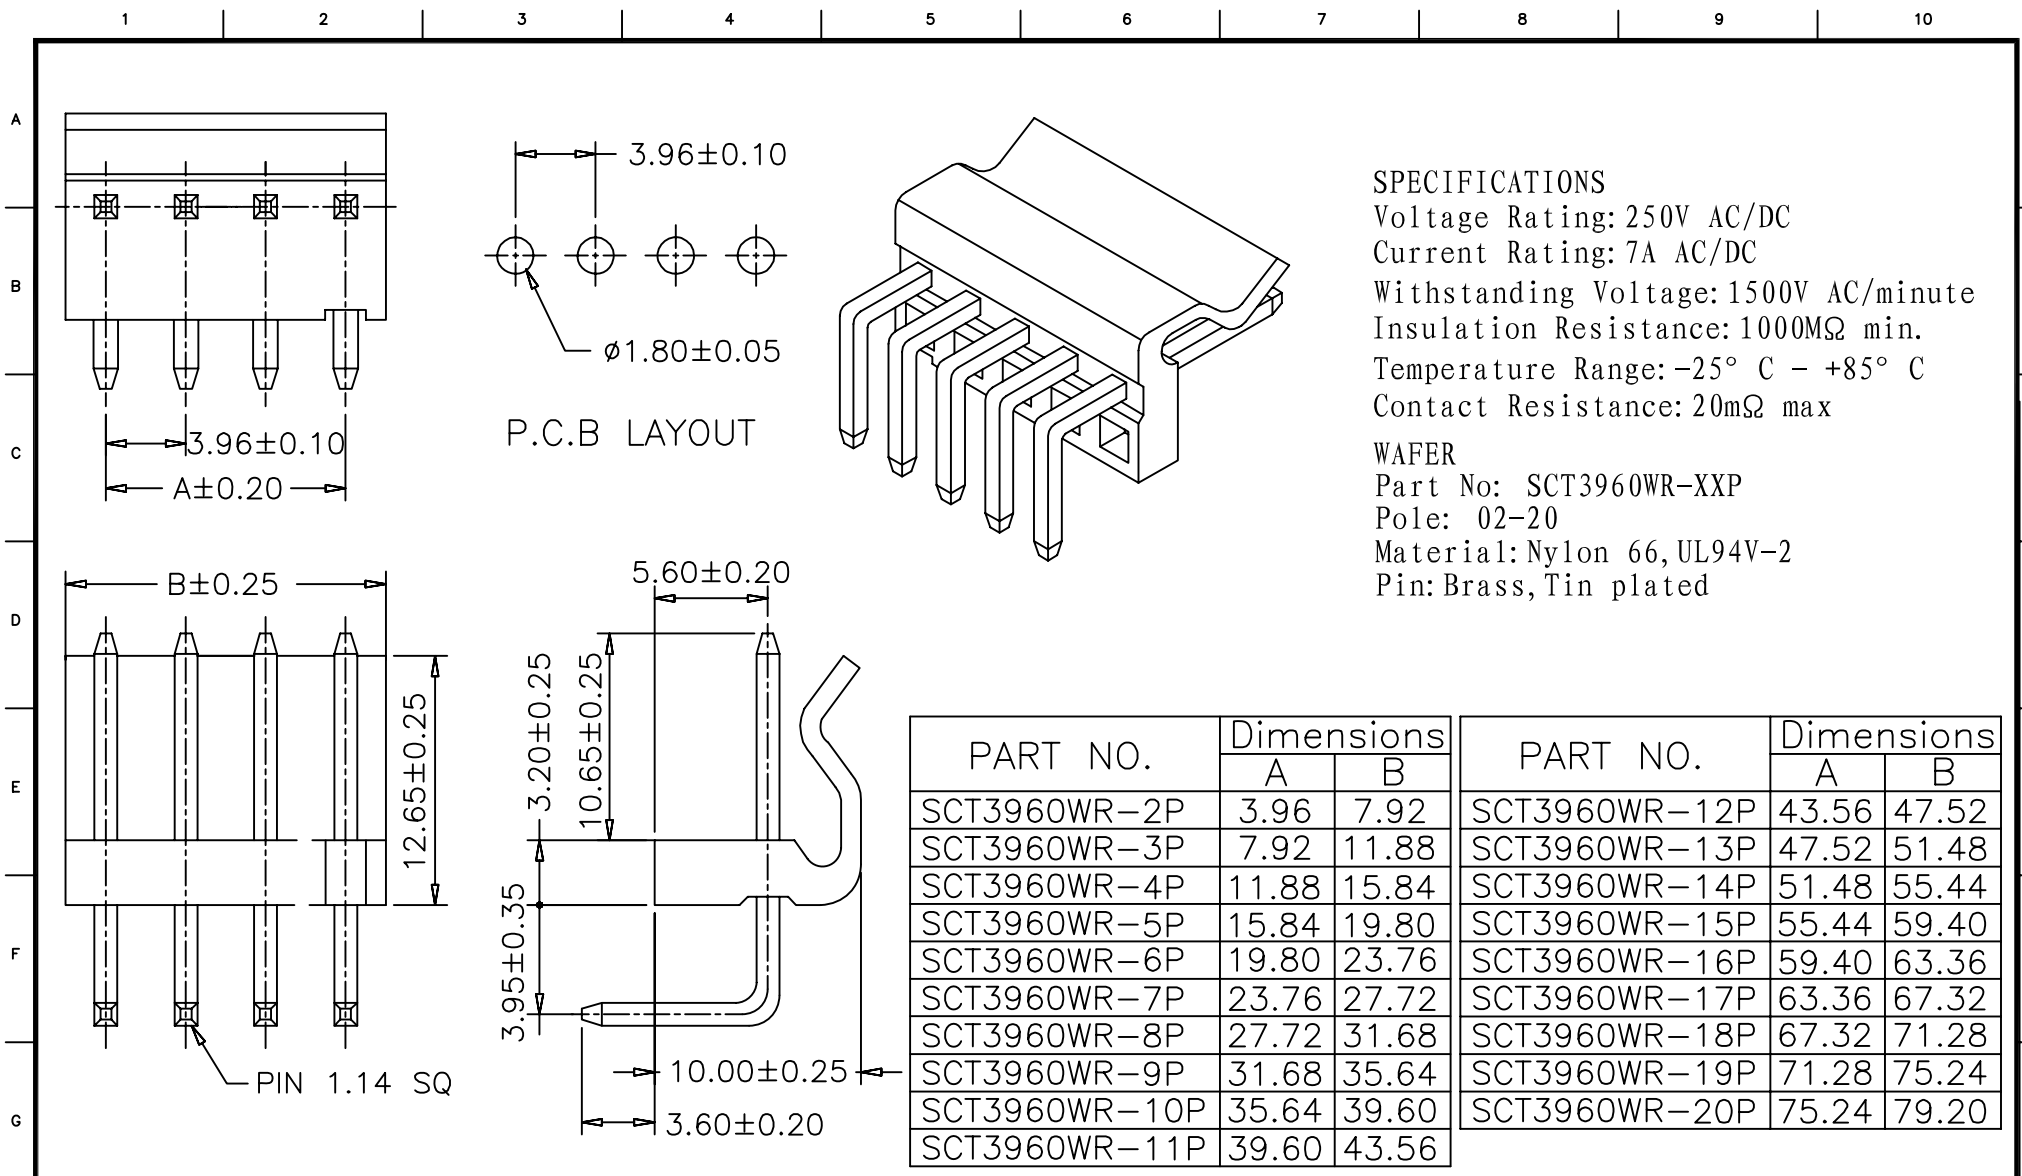 1 2 3 4 5 6 7 8 9 10
A
B
C
D
E
F
G
3.96±0.10
A±0.20
3.96±0.10
ø1.80±0.05
P.C.B LAYOUT
SPECIFICATIONS
Voltage Rating: 250V AC/DC
Current Rating: 7A AC/DC
Withstanding Voltage: 1500V AC/minute
Insulation Resistance: 1000MΩ min.
Temperature Range: -25° C - +85° C
Contact Resistance: 20mΩ max
WAFER
Part No: SCT3960WR-XXP
Pole: 02-20
Material: Nylon 66, UL94V-2
Pin: Brass, Tin plated
B±0.25
12.65±0.25
PIN 1.14 SQ
5.60±0.20
3.20±0.25
10.65±0.25
3.95±0.35
10.00±0.25
3.60±0.20
PART NO. Dimensions
A B
SCT3960WR-2P 3.96 7.92
SCT3960WR-3P 7.92 11.88
SCT3960WR-4P 11.88 15.84
SCT3960WR-5P 15.84 19.80
SCT3960WR-6P 19.80 23.76
SCT3960WR-7P 23.76 27.72
SCT3960WR-8P 27.72 31.68
SCT3960WR-9P 31.68 35.64
SCT3960WR-10P 35.64 39.60
SCT3960WR-11P 39.60 43.56
PART NO. Dimensions
A B
SCT3960WR-12P 43.56 47.52
SCT3960WR-13P 47.52 51.48
SCT3960WR-14P 51.48 55.44
SCT3960WR-15P 55.44 59.40
SCT3960WR-16P 59.40 63.36
SCT3960WR-17P 63.36 67.32
SCT3960WR-18P 67.32 71.28
SCT3960WR-19P 71.28 75.24
SCT3960WR-20P 75.24 79.20